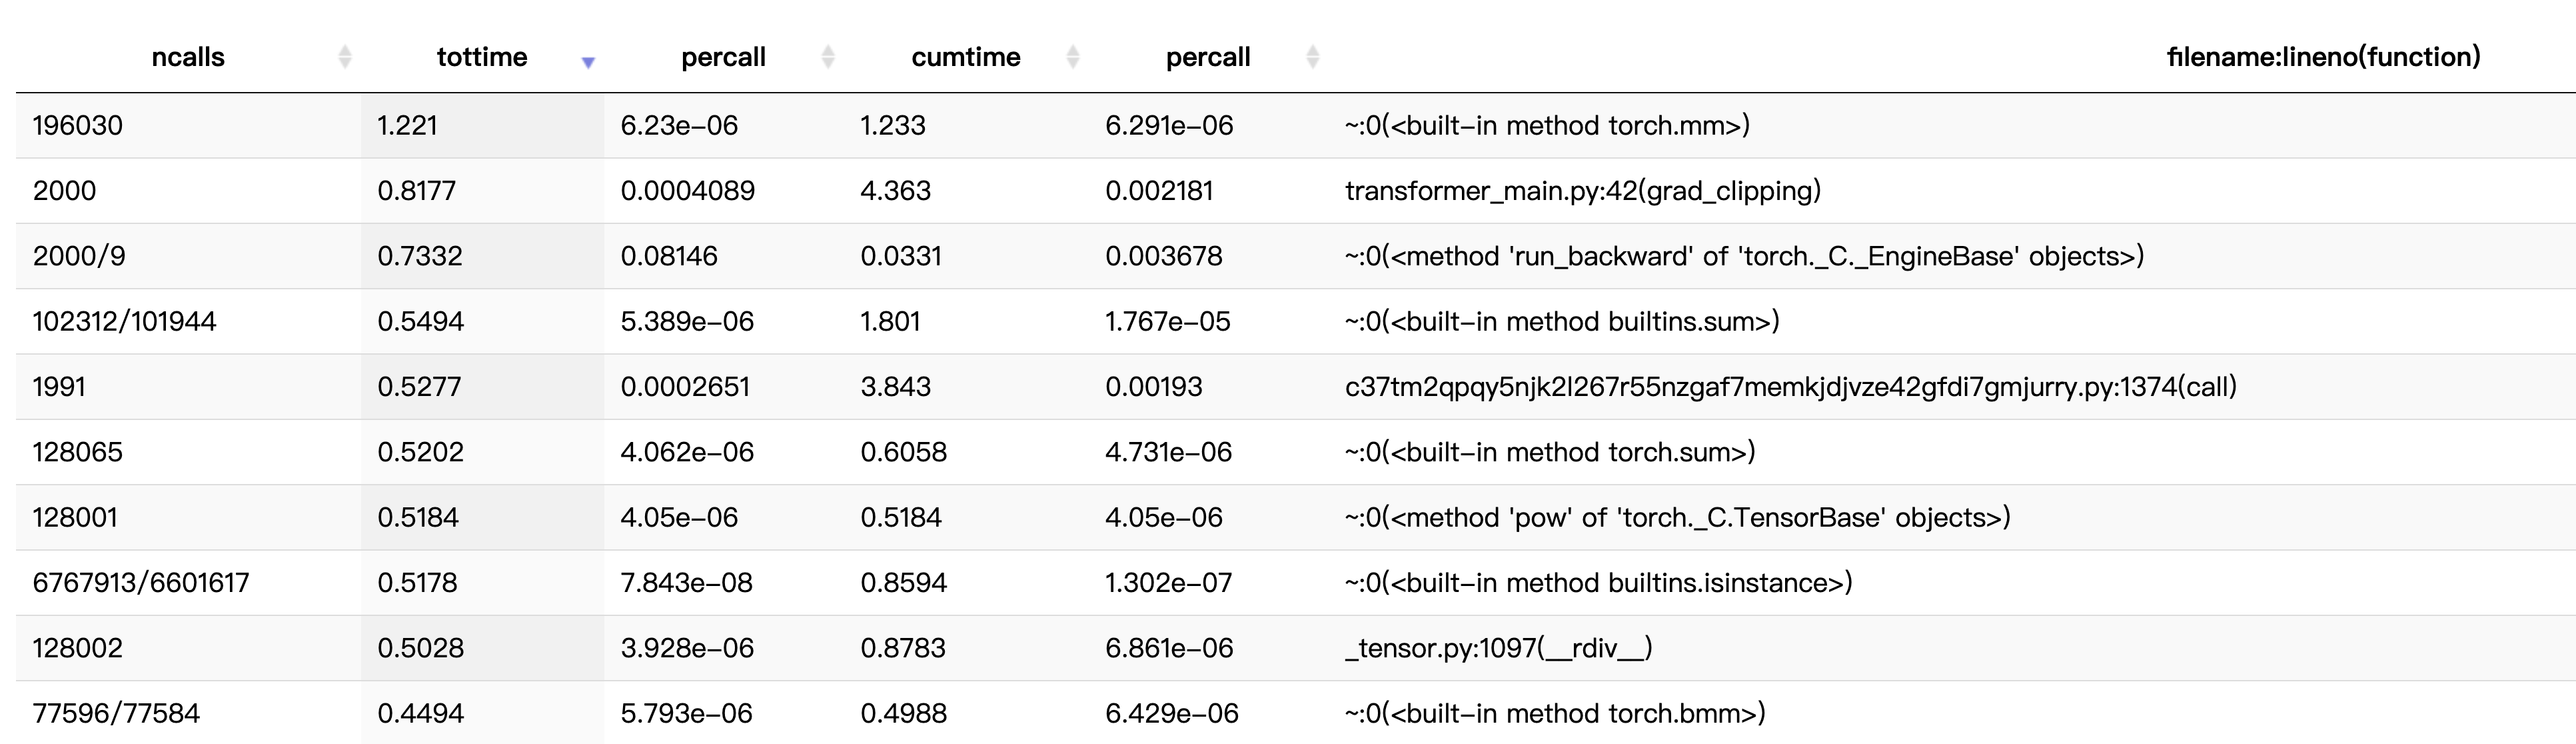 ncalls tottime percall cumtime percall filename:lineno(function)
196030 1.221 6.23e-06 1.233 6.291e-06 ~:0(<built-in method torch.mm>)
2000 0.8177 0.0004089 4.363 0.002181 transformer_main.py:42(grad_clipping)
2000/9 0.7332 0.08146 0.0331 0.003678 ~:0(<method 'run_backward' of 'torch._C._EngineBase' objects>)
102312/101944 0.5494 5.389e-06 1.801 1.767e-05 ~:0(<built-in method builtins.sum>)
1991 0.5277 0.0002651 3.843 0.00193 c37tm2qpqy5njk2l267r55nzgaf7memkjdjvze42gfdi7gmjurry.py:1374(call)
128065 0.5202 4.062e-06 0.6058 4.731e-06 ~:0(<built-in method torch.sum>)
128001 0.5184 4.05e-06 0.5184 4.05e-06 ~:0(<method 'pow' of 'torch._C.TensorBase' objects>)
6767913/6601617 0.5178 7.843e-08 0.8594 1.302e-07 ~:0(<built-in method builtins.isinstance>)
128002 0.5028 3.928e-06 0.8783 6.861e-06 _tensor.py:1097(__rdiv__)
77596/77584 0.4494 5.793e-06 0.4988 6.429e-06 ~:0(<built-in method torch.bmm>)